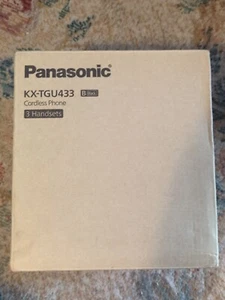 Panasonic
KX-TGU433 B
Cordless Phone
3 Handsets